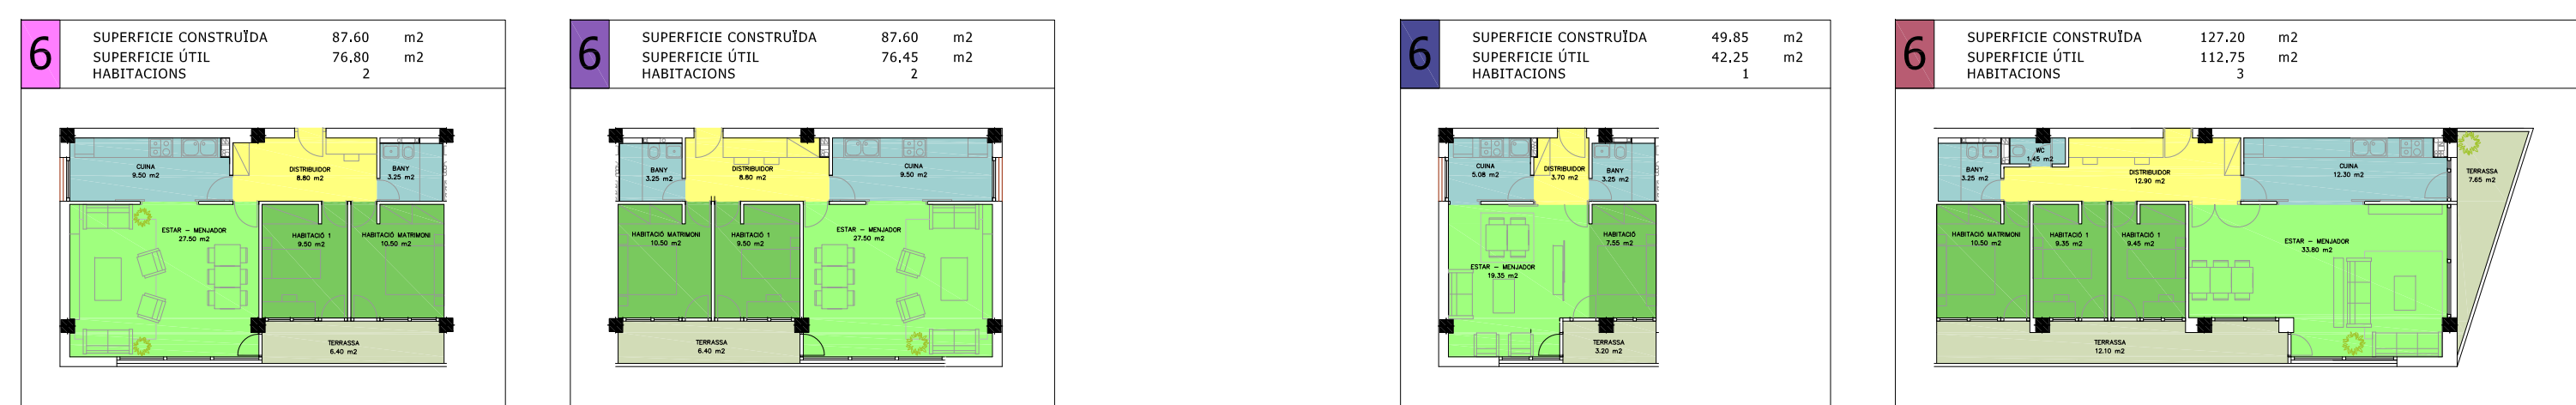 6
SUPERFICIE CONSTRUÏDA 87.60 m2
SUPERFICIE ÚTIL 76.80 m2
HABITACIONS 2
CUINA
9.50 m2
DISTRIBUIDOR
8.80 m2
BANY
3.25 m2
ESTAR – MENJADOR
27.50 m2
HABITACIÓ 1
9.50 m2
HABITACIÓ MATRIMONI
10.50 m2
TERRASSA
6.40 m2
6
SUPERFICIE CONSTRUÏDA 87.60 m2
SUPERFICIE ÚTIL 76.45 m2
HABITACIONS 2
BANY
3.25 m2
DISTRIBUIDOR
8.80 m2
CUINA
9.50 m2
HABITACIÓ MATRIMONI
10.50 m2
HABITACIÓ 1
9.50 m2
ESTAR – MENJADOR
27.50 m2
TERRASSA
6.40 m2
6
SUPERFICIE CONSTRUÏDA 49.85 m2
SUPERFICIE ÚTIL 42.25 m2
HABITACIONS 1
CUINA
5.08 m2
DISTRIBUIDOR
3.70 m2
BANY
3.25 m2
HABITACIÓ
7.55 m2
ESTAR – MENJADOR
19.35 m2
TERRASSA
3.20 m2
6
SUPERFICIE CONSTRUÏDA 127.20 m2
SUPERFICIE ÚTIL 112.75 m2
HABITACIONS 3
BANY
3.25 m2
WC
1.45 m2
DISTRIBUIDOR
12.90 m2
CUINA
12.30 m2
TERRASSA
7.65 m2
HABITACIÓ MATRIMONI
10.50 m2
HABITACIÓ 1
9.35 m2
HABITACIÓ 1
9.45 m2
ESTAR – MENJADOR
33.80 m2
TERRASSA
12.10 m2